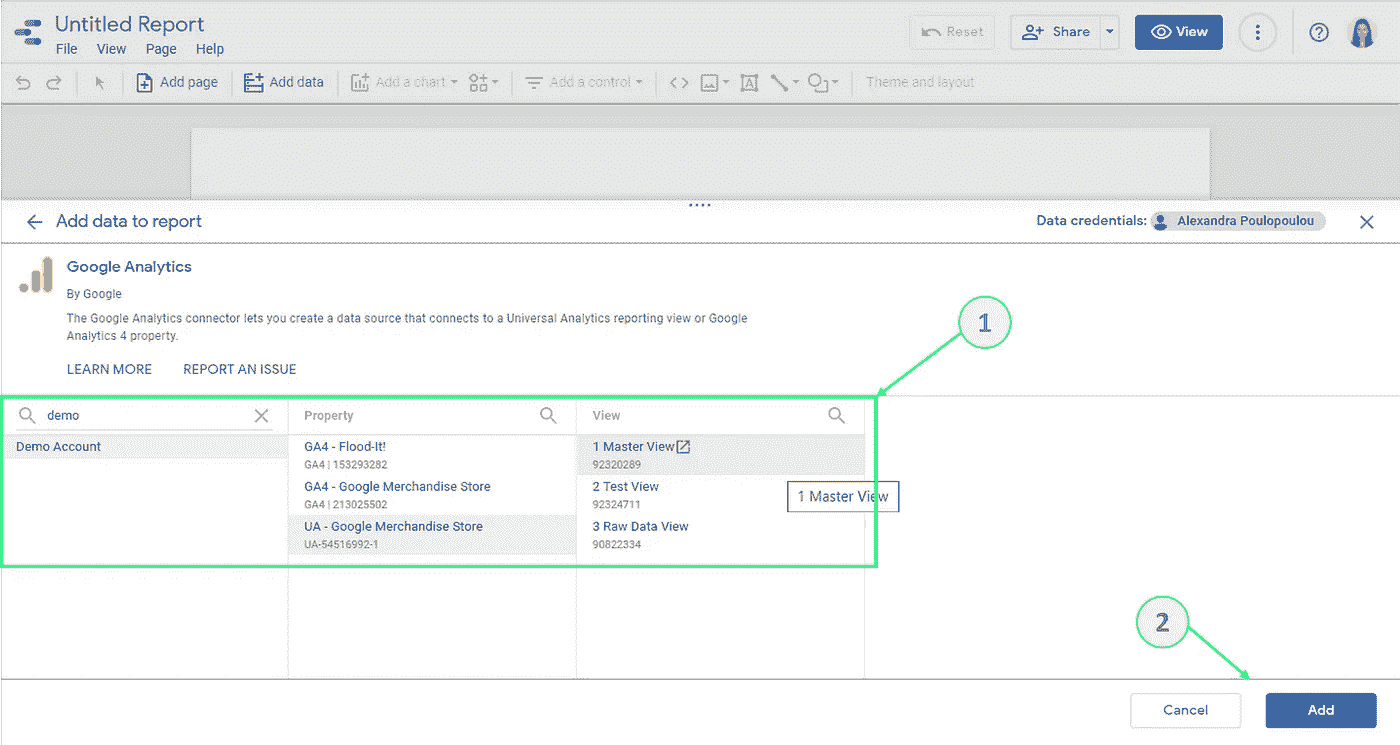 Untitled Report
File View Page Help
Reset
Share
View
Add page
Add data
Add a chart
Add a control
Theme and layout
Add data to report
Data credentials: Alexandra Poulopoulou
Google Analytics
By Google
The Google Analytics connector lets you create a data source that connects to a Universal Analytics reporting view or Google
Analytics 4 property.
LEARN MORE REPORT AN ISSUE
1
demo
Property
View
Demo Account
GA4 - Flood-It!
GA4 | 153293282
GA4 - Google Merchandise Store
GA4 | 213025502
UA - Google Merchandise Store
UA-54516992-1
1 Master View
92320289
2 Test View
92324711
3 Raw Data View
90822334
1 Master View
2
Cancel
Add